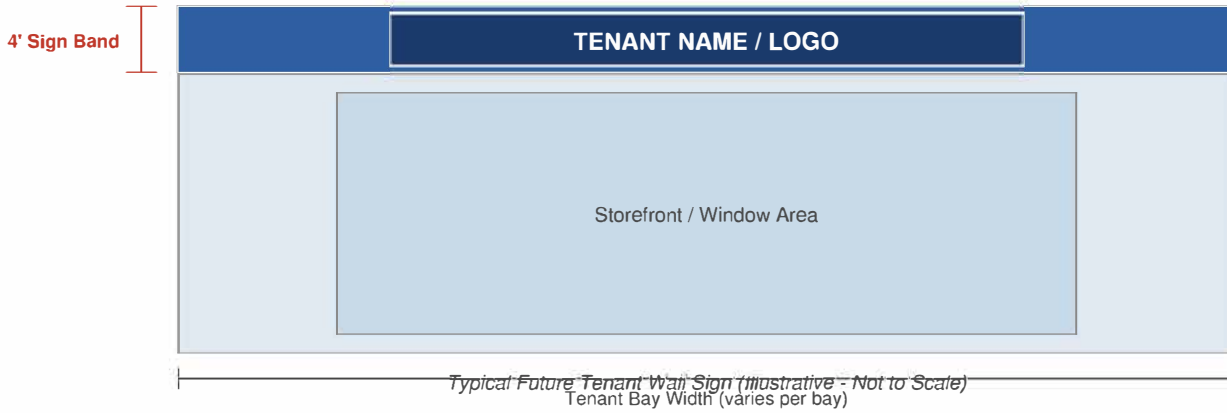 4' Sign Band
TENANT NAME / LOGO
Storefront / Window Area
Typical Future Tenant Wall Sign (Illustrative - Not to Scale)
Tenant Bay Width (varies per bay)